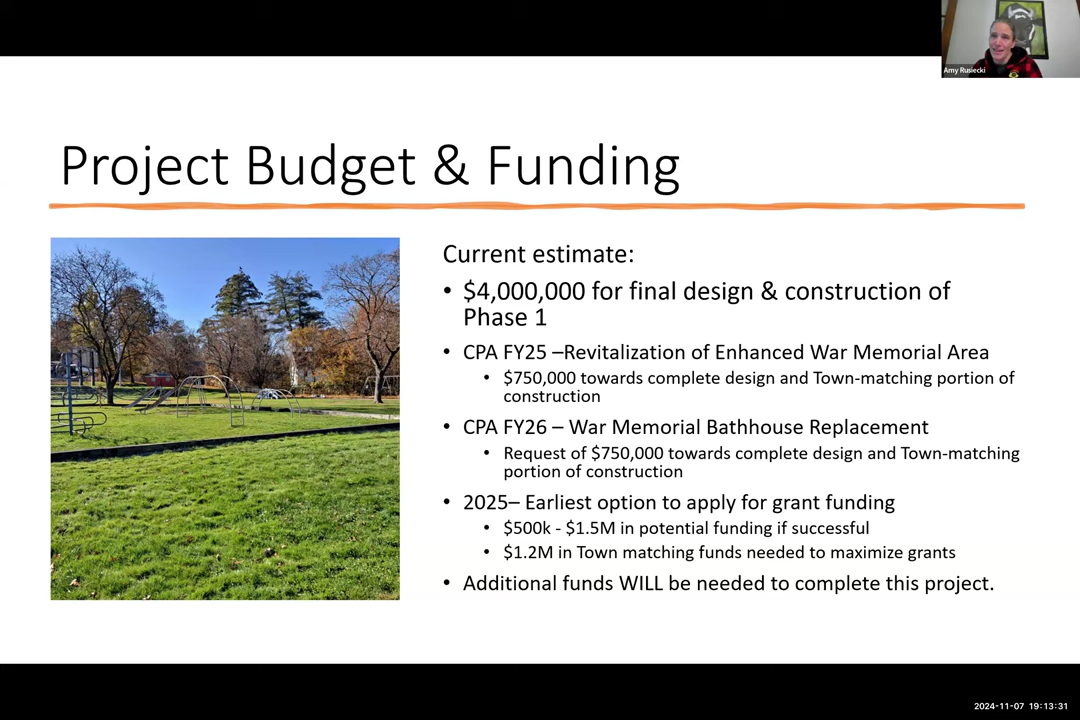 Amy Rusiecki
Project Budget & Funding
Current estimate:
• $4,000,000 for final design & construction of
Phase 1
• CPA FY25 –Revitalization of Enhanced War Memorial Area
• $750,000 towards complete design and Town-matching portion of
construction
• CPA FY26 – War Memorial Bathhouse Replacement
• Request of $750,000 towards complete design and Town-matching
portion of construction
• 2025– Earliest option to apply for grant funding
• $500k - $1.5M in potential funding if successful
• $1.2M in Town matching funds needed to maximize grants
• Additional funds WILL be needed to complete this project.
2024-11-07 19:13:31